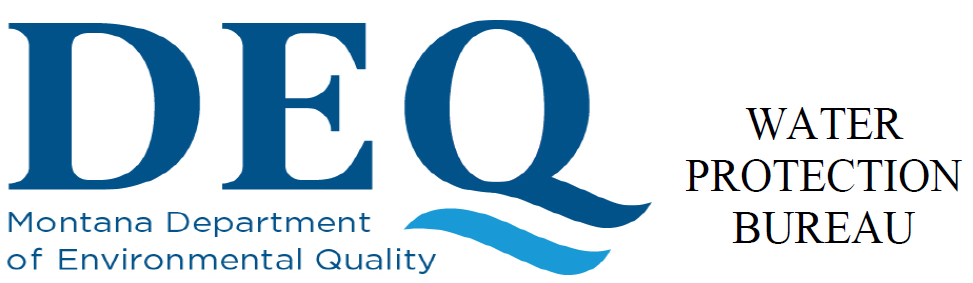 DEQ
Montana Department
of Environmental Quality
WATER
PROTECTION
BUREAU